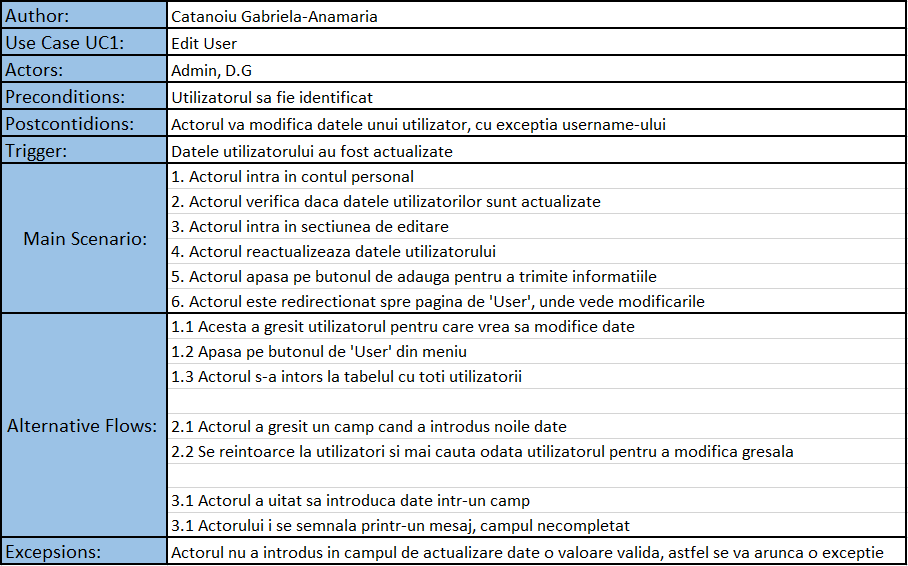 Author: Catanoiu Gabriela-Anamaria
Use Case UC1: Edit User
Actors: Admin, D.G
Preconditions: Utilizatorul sa fie identificat
Postcontidions: Actorul va modifica datele unui utilizator, cu exceptia username-ului
Trigger: Datele utilizatorului au fost actualizate
Main Scenario:
1. Actorul intra in contul personal
2. Actorul verifica daca datele utilizatorilor sunt actualizate
3. Actorul intra in sectiunea de editare
4. Actorul reactualizeaza datele utilizatorului
5. Actorul apasa pe butonul de adauga pentru a trimite informatiile
6. Actorul este redirectionat spre pagina de 'User', unde vede modificarile
Alternative Flows:
1.1 Acesta a gresit utilizatorul pentru care vrea sa modifice date
1.2 Apasa pe butonul de 'User' din meniu
1.3 Actorul s-a intors la tabelul cu toti utilizatorii
2.1 Actorul a gresit un camp cand a introdus noile date
2.2 Se reintoarce la utilizatori si mai cauta odata utilizatorul pentru a modifica gresala
3.1 Actorul a uitat sa introduca date intr-un camp
3.1 Actorului i se semnala printr-un mesaj, campul necompletat
Excepsions: Actorul nu a introdus in campul de actualizare date o valoare valida, astfel se va arunca o exceptie